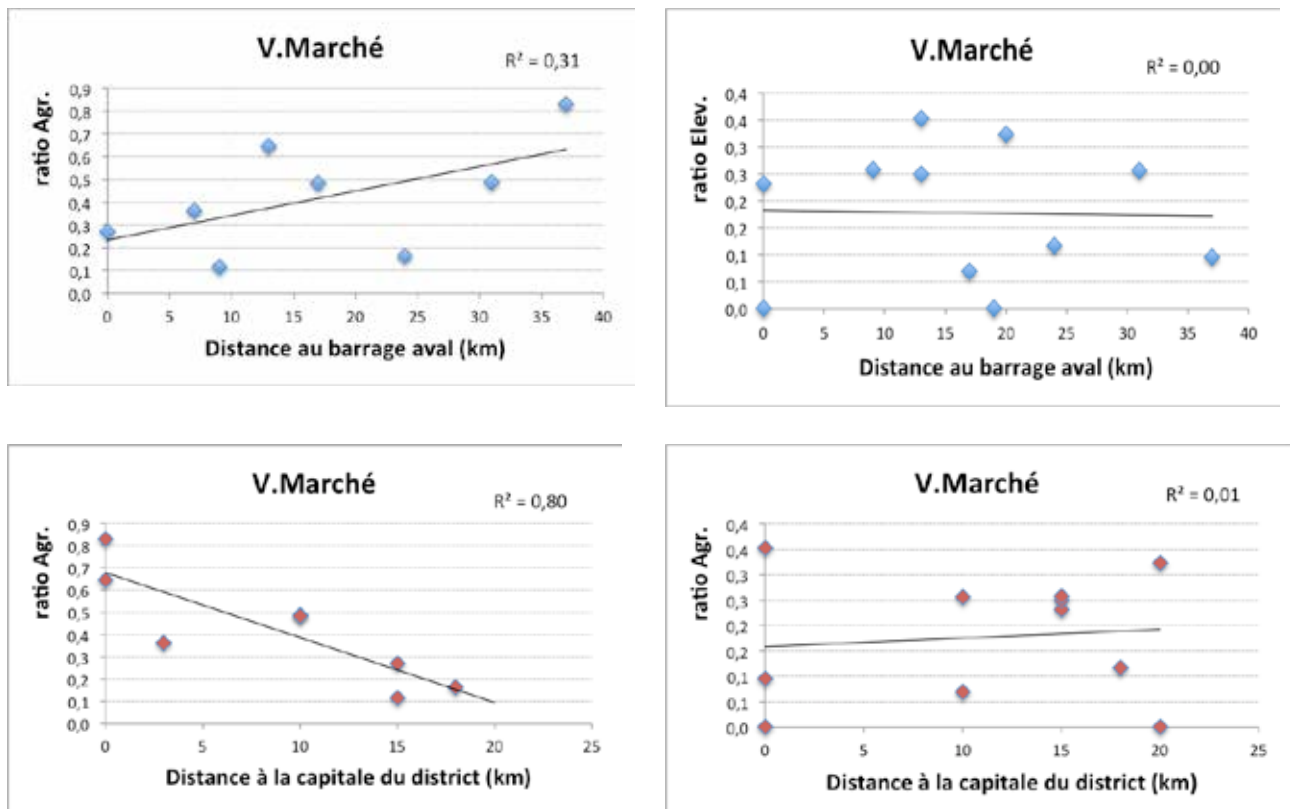 V.Marché
R² = 0,31
ratio Agr.
0,9
0,8
0,7
0,6
0,5
0,4
0,3
0,2
0,1
0,0
0 5 10 15 20 25 30 35 40
Distance au barrage aval (km)
V.Marché
R² = 0,00
ratio Elev.
0,4
0,4
0,3
0,3
0,2
0,2
0,1
0,1
0,0
0 5 10 15 20 25 30 35 40
Distance au barrage aval (km)
V.Marché
R² = 0,80
ratio Agr.
0,9
0,8
0,7
0,6
0,5
0,4
0,3
0,2
0,1
0,0
0 5 10 15 20 25
Distance à la capitale du district (km)
V.Marché
R² = 0,01
ratio Agr.
0,4
0,4
0,3
0,3
0,2
0,2
0,1
0,1
0,0
0 5 10 15 20 25
Distance à la capitale du district (km)